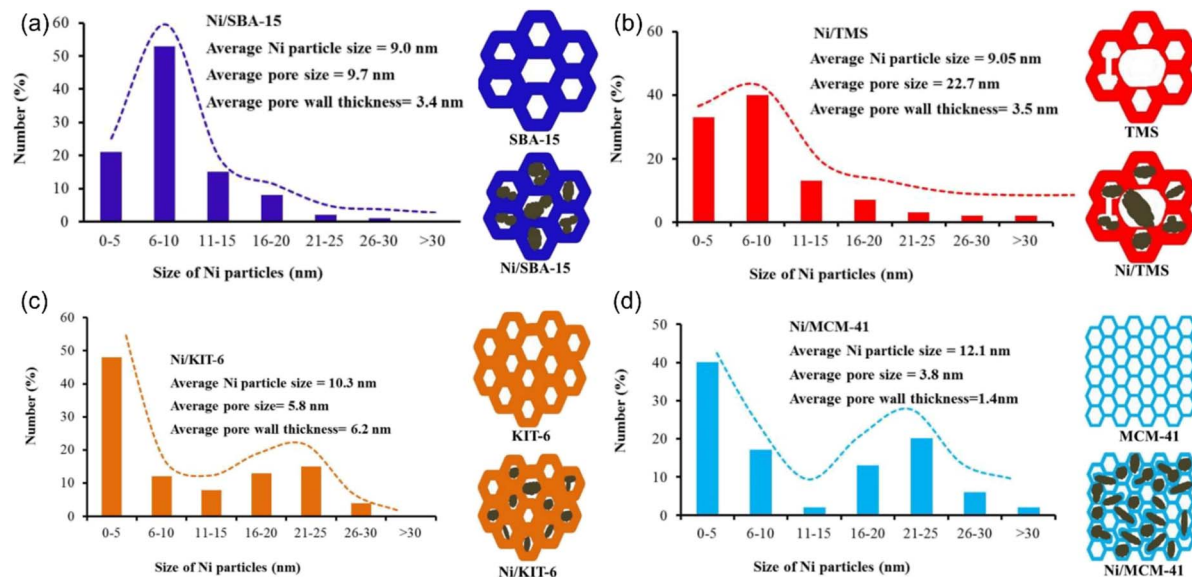 (a)
Ni/SBA-15
Average Ni particle size = 9.0 nm
Average pore size = 9.7 nm
Average pore wall thickness= 3.4 nm
Number (%)
60
50
40
30
20
10
0
0-5 6-10 11-15 16-20 21-25 26-30 >30
Size of Ni particles (nm)
SBA-15
Ni/SBA-15
(b)
Ni/TMS
Average Ni particle size = 9.05 nm
Average pore size = 22.7 nm
Average pore wall thickness= 3.5 nm
Number (%)
60
40
20
0
0-5 6-10 11-15 16-20 21-25 26-30 >30
Size of Ni particles (nm)
TMS
Ni/TMS
(c)
Ni/KIT-6
Average Ni particle size = 10.3 nm
Average pore size= 5.8 nm
Average pore wall thickness= 6.2 nm
Number (%)
60
50
40
30
20
10
0
0-5 6-10 11-15 16-20 21-25 26-30 >30
Size of Ni particles (nm)
KIT-6
Ni/KIT-6
(d)
Ni/MCM-41
Average Ni particle size = 12.1 nm
Average pore size = 3.8 nm
Average pore wall thickness=1.4nm
Number (%)
50
40
30
20
10
0
0-5 6-10 11-15 16-20 21-25 26-30 >30
Size of Ni particles (nm)
MCM-41
Ni/MCM-41